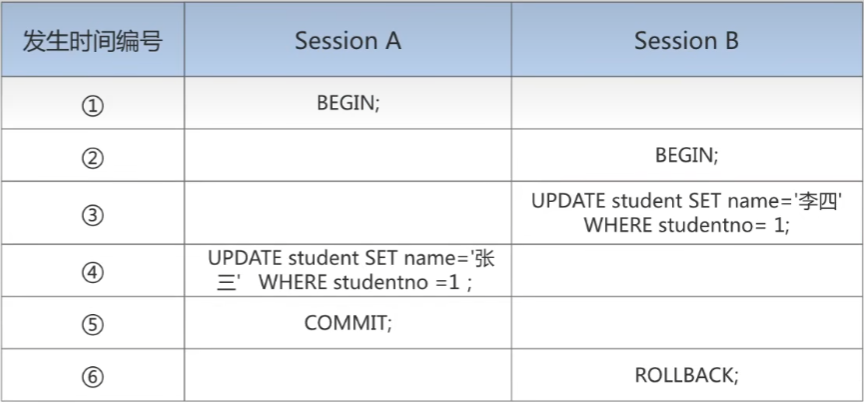 发生时间编号 Session A Session B
① BEGIN;
② BEGIN;
③ UPDATE student SET name='李四'
WHERE studentno= 1;
④ UPDATE student SET name='张
三' WHERE studentno =1 ;
⑤ COMMIT;
⑥ ROLLBACK;